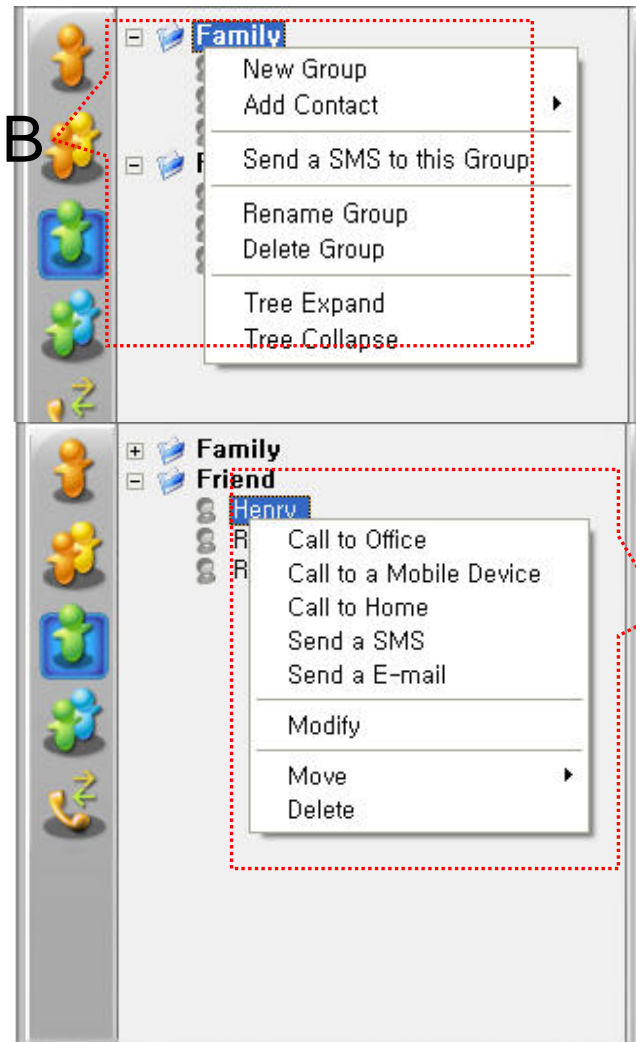 Family
New Group
Add Contact
B
Send a SMS to this Group
Rename Group
Delete Group
Tree Expand
Tree Collapse
Family
Friend
Henry
Call to Office
Call to a Mobile Device
Call to Home
Send a SMS
Send a E-mail
Modify
Move
Delete